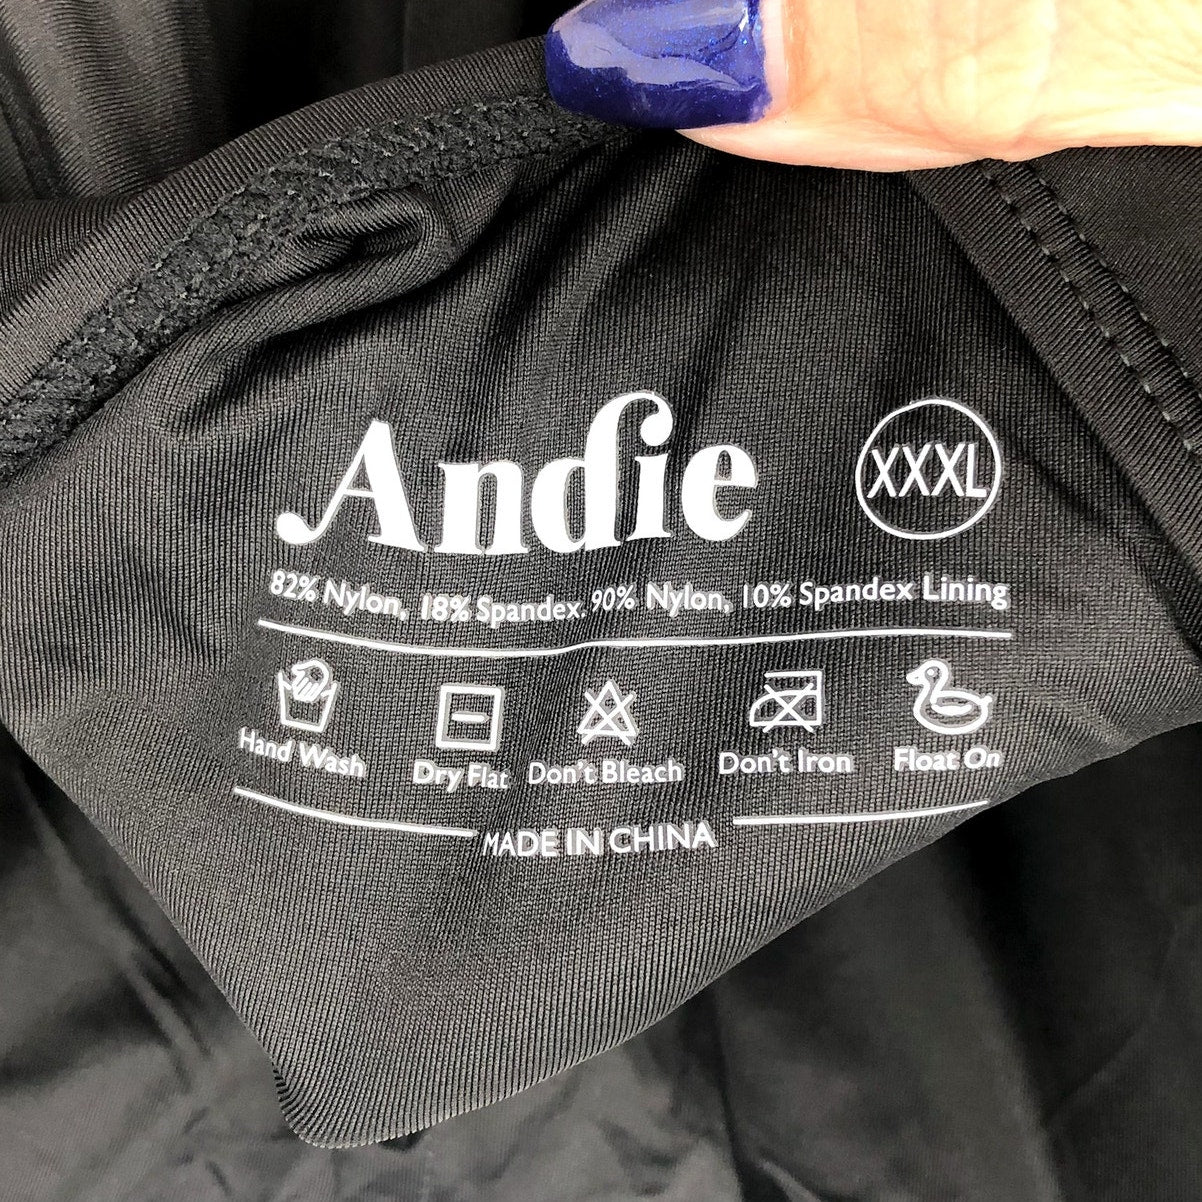 Andie XXXL
82% Nylon, 18% Spandex. 90% Nylon, 10% Spandex Lining
Hand Wash Dry Flat Don't Bleach Don't Iron Float On
MADE IN CHINA